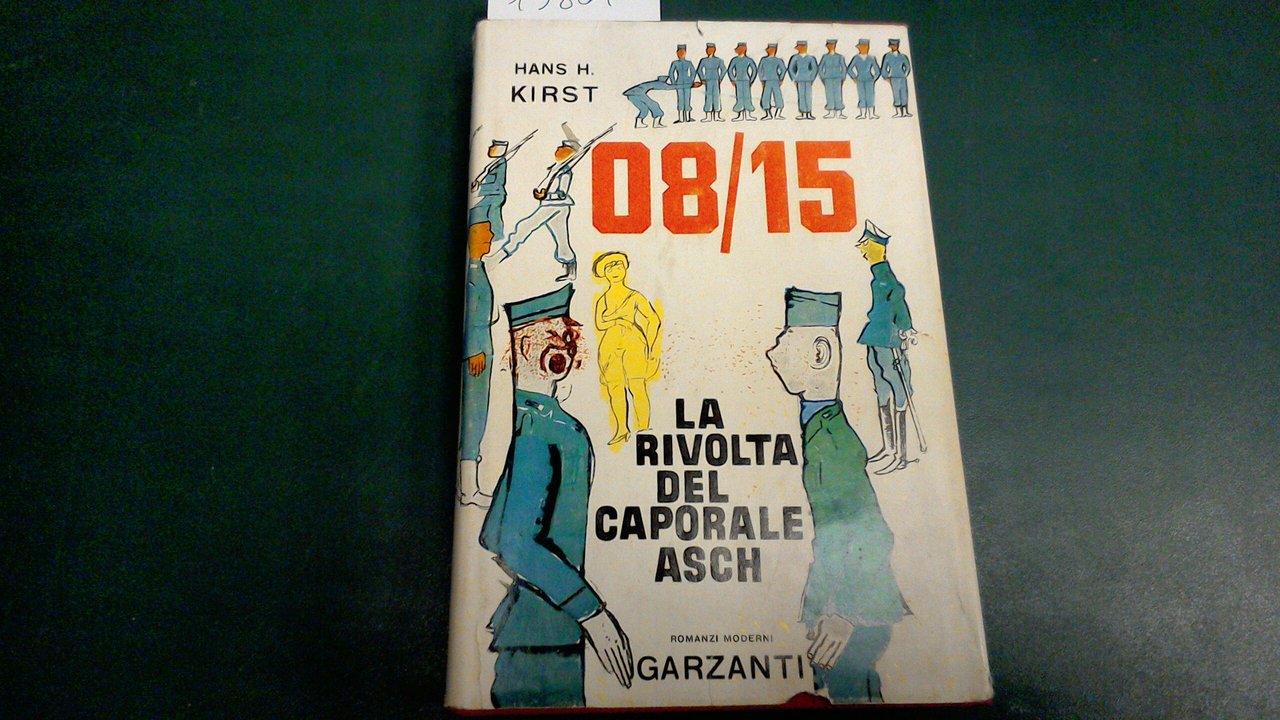 HANS H.
KIRST
08/15
LA
RIVOLTA
DEL
CAPORALE
ASCH
ROMANZI MODERNI
GARZANTI